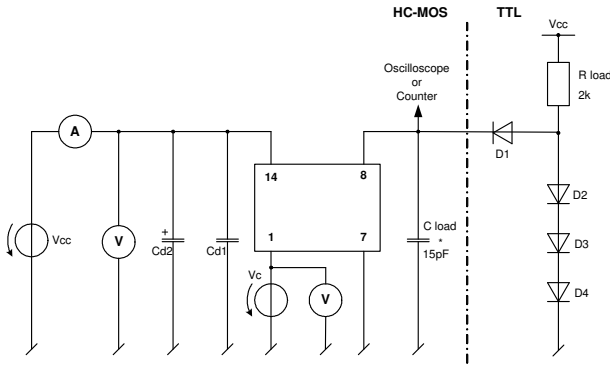 HC-MOS
TTL
Vcc
Oscilloscope
or
Counter
R load
2k
A
D1
14
8
D2
1
7
Vcc
V
+
Cd2
Cd1
C load
*
15pF
D3
Vc
V
D4